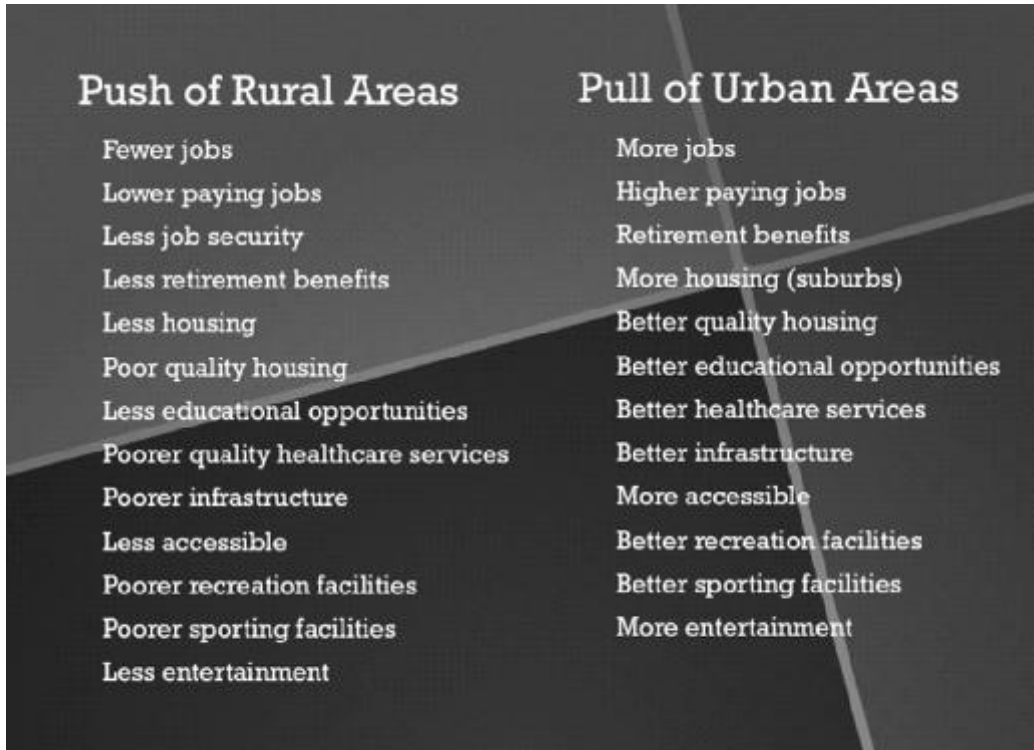 Push of Rural Areas
Fewer jobs
Lower paying jobs
Less job security
Less retirement benefits
Less housing
Poor quality housing
Less educational opportunities
Poorer quality healthcare services
Poorer infrastructure
Less accessible
Poorer recreation facilities
Poorer sporting facilities
Less entertainment
Pull of Urban Areas
More jobs
Higher paying jobs
Retirement benefits
More housing (suburbs)
Better quality housing
Better educational opportunities
Better healthcare services
Better infrastructure
More accessible
Better recreation facilities
Better sporting facilities
More entertainment